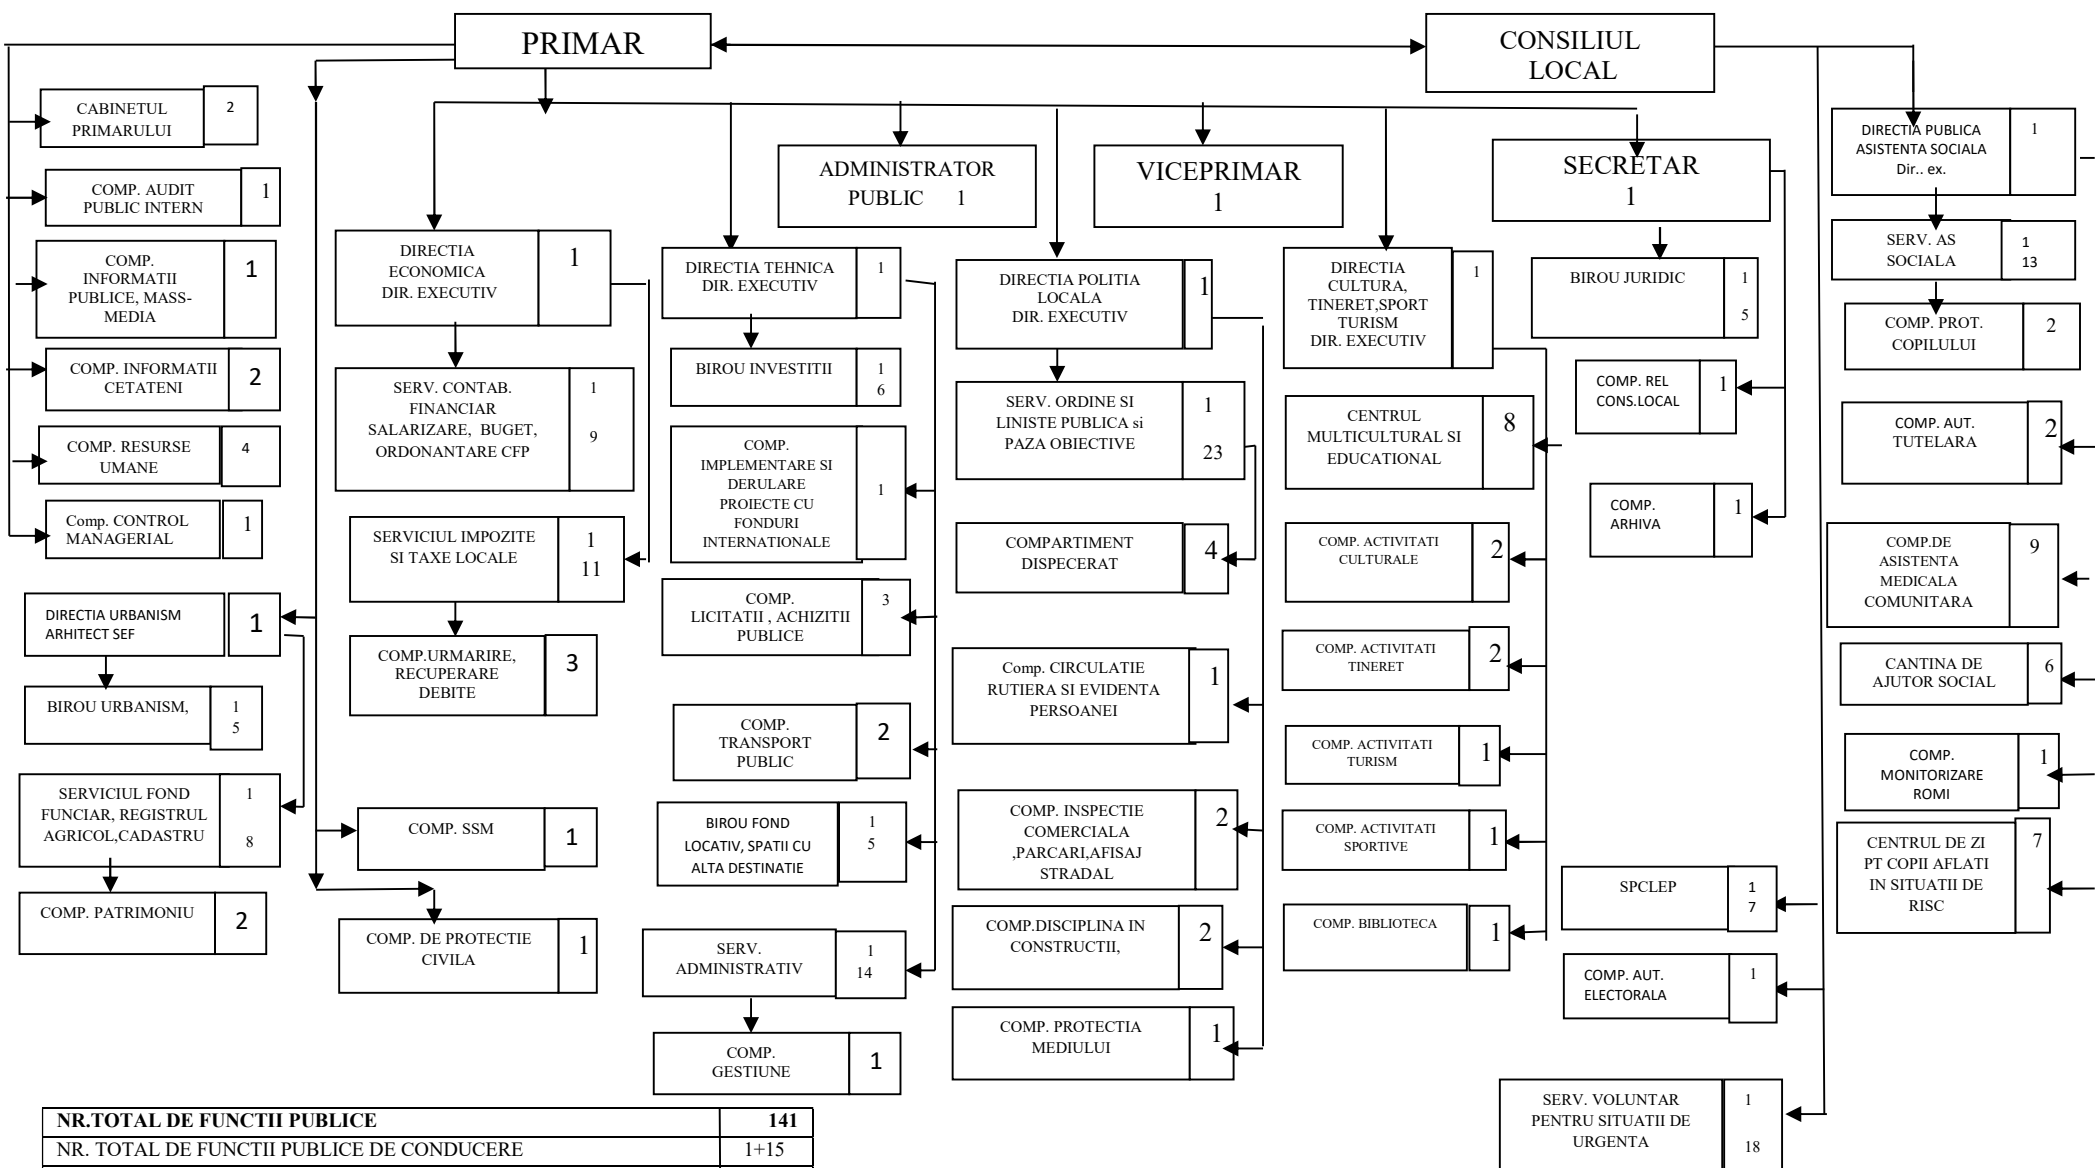 PRIMAR
CONSILIUL
LOCAL
CABINETUL
PRIMARULUI
2
COMP. AUDIT
PUBLIC INTERN
1
COMP.
INFORMATII
PUBLICE, MASS-
MEDIA
1
COMP. INFORMATII
CETATENI
2
COMP. RESURSE
UMANE
4
Comp. CONTROL
MANAGERIAL
1
DIRECTIA URBANISM
ARHITECT SEF
1
BIROU URBANISM,
1
5
SERVICIUL FOND
FUNCIAR, REGISTRUL
AGRICOL,CADASTRU
1
8
COMP. PATRIMONIU
2
DIRECTIA
ECONOMICA
DIR. EXECUTIV
1
SERV. CONTAB.
FINANCIAR
SALARIZARE, BUGET,
ORDONANTARE CFP
1
9
SERVICIUL IMPOZITE
SI TAXE LOCALE
1
11
COMP.URMARIRE,
RECUPERARE
DEBITE
3
COMP. SSM
1
COMP. DE PROTECTIE
CIVILA
1
DIRECTIA TEHNICA
DIR. EXECUTIV
1
BIROU INVESTITII
1
6
COMP.
IMPLEMENTARE SI
DERULARE
PROIECTE CU
FONDURI
INTERNATIONALE
1
COMP.
LICITATII , ACHIZITII
PUBLICE
3
COMP.
TRANSPORT
PUBLIC
2
BIROU FOND
LOCATIV, SPATII CU
ALTA DESTINATIE
1
5
SERV.
ADMINISTRATIV
1
14
COMP.
GESTIUNE
1
ADMINISTRATOR
PUBLIC 1
VICEPRIMAR
1
DIRECTIA POLITIA
LOCALA
DIR. EXECUTIV
1
SERV. ORDINE SI
LINISTE PUBLICA si
PAZA OBIECTIVE
1
23
COMPARTIMENT
DISPECERAT
4
Comp. CIRCULATIE
RUTIERA SI EVIDENTA
PERSOANEI
1
COMP. INSPECTIE
COMERCIALA
,PARCARI,AFISAJ
STRADAL
2
COMP.DISCIPLINA IN
CONSTRUCTII,
2
COMP. PROTECTIA
MEDIULUI
1
DIRECTIA
CULTURA,
TINERET,SPORT
TURISM
DIR. EXECUTIV
1
CENTRUL
MULTICULTURAL SI
EDUCATIONAL
8
COMP. ACTIVITATI
CULTURALE
2
COMP. ACTIVITATI
TINERET
2
COMP. ACTIVITATI
TURISM
1
COMP. ACTIVITATI
SPORTIVE
1
COMP. BIBLIOTECA
1
SECRETAR
1
BIROU JURIDIC
1
5
COMP. REL
CONS.LOCAL
1
COMP.
ARHIVA
1
SPCLEP
1
7
COMP. AUT.
ELECTORALA
1
SERV. VOLUNTAR
PENTRU SITUATII DE
URGENTA
1
18
DIRECTIA PUBLICA
ASISTENTA SOCIALA
Dir.. ex.
1
SERV. AS
SOCIALA
1
13
COMP. PROT.
COPILULUI
2
COMP. AUT.
TUTELARA
2
COMP.DE
ASISTENTA
MEDICALA
COMUNITARA
9
CANTINA DE
AJUTOR SOCIAL
6
COMP.
MONITORIZARE
ROMI
1
CENTRUL DE ZI
PT COPII AFLATI
IN SITUATII DE
RISC
7
NR.TOTAL DE FUNCTII PUBLICE 141
NR. TOTAL DE FUNCTII PUBLICE DE CONDUCERE 1+15